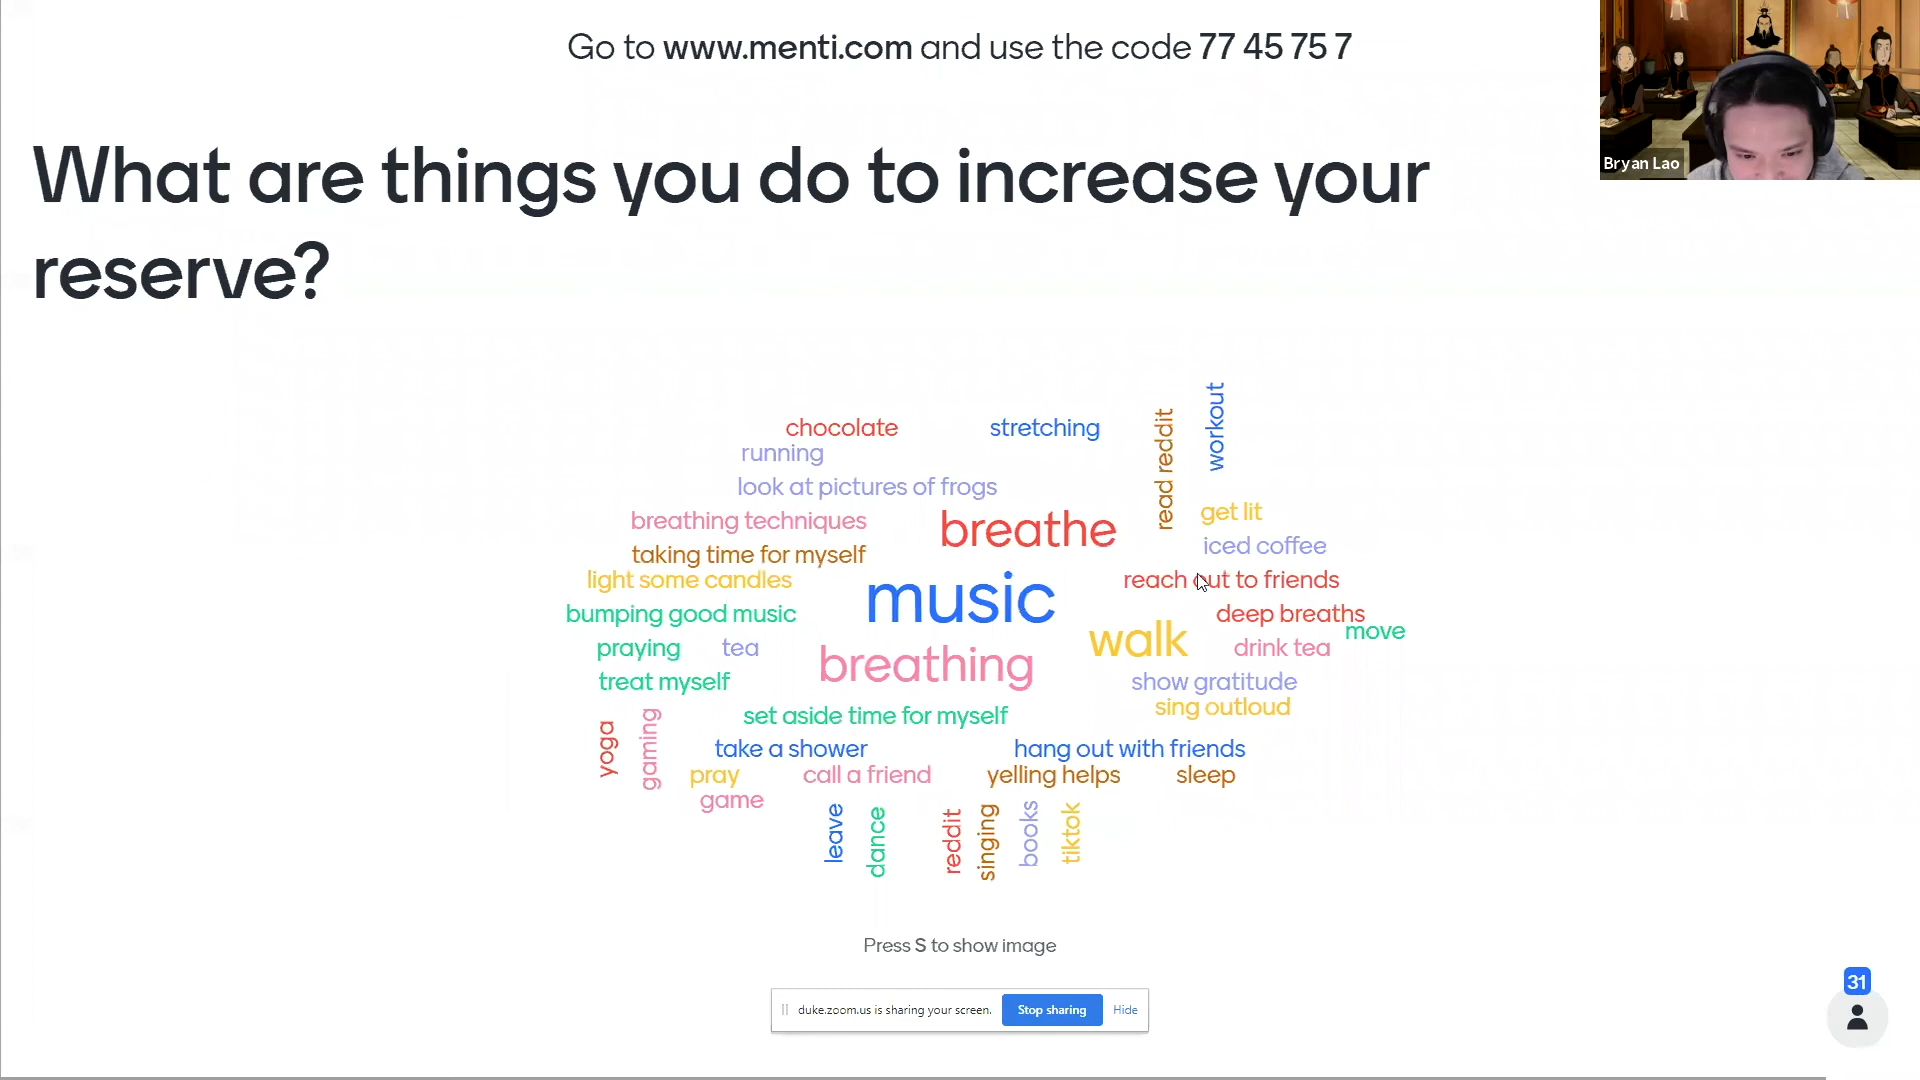 Go to www.menti.com and use the code 77 45 75 7
Bryan Lao
What are things you do to increase your
reserve?
workout
read reddit
chocolate
stretching
running
look at pictures of frogs
get lit
breathing techniques
breathe
iced coffee
taking time for myself
light some candles
music
reach out to friends
bumping good music
deep breaths
move
praying
tea
breathing
walk
drink tea
treat myself
show gratitude
sing outloud
set aside time for myself
yoga
gaming
take a shower
hang out with friends
pray
call a friend
yelling helps
sleep
game
leave
dance
reddit
singing
books
tiktok
Press S to show image
31
duke.zoom.us is sharing your screen. Stop sharing Hide